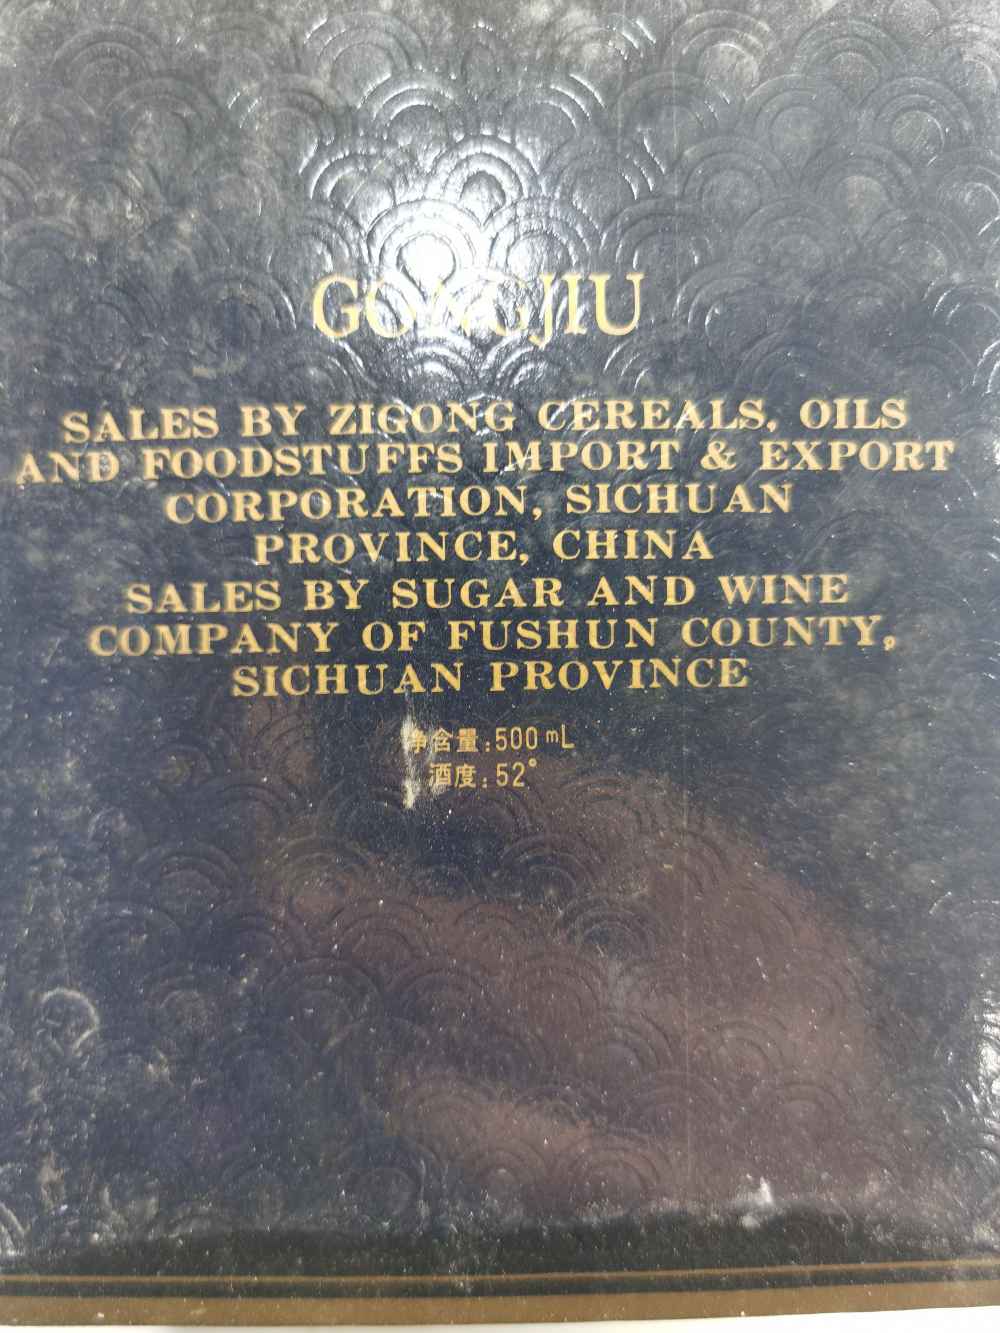 GONGJIU
SALES BY ZIGONG CEREALS, OILS
AND FOODSTUFFS IMPORT & EXPORT
CORPORATION, SICHUAN
PROVINCE, CHINA
SALES BY SUGAR AND WINE
COMPANY OF FUSHUN COUNTY,
SICHUAN PROVINCE
净含量:500mL
酒度:52°